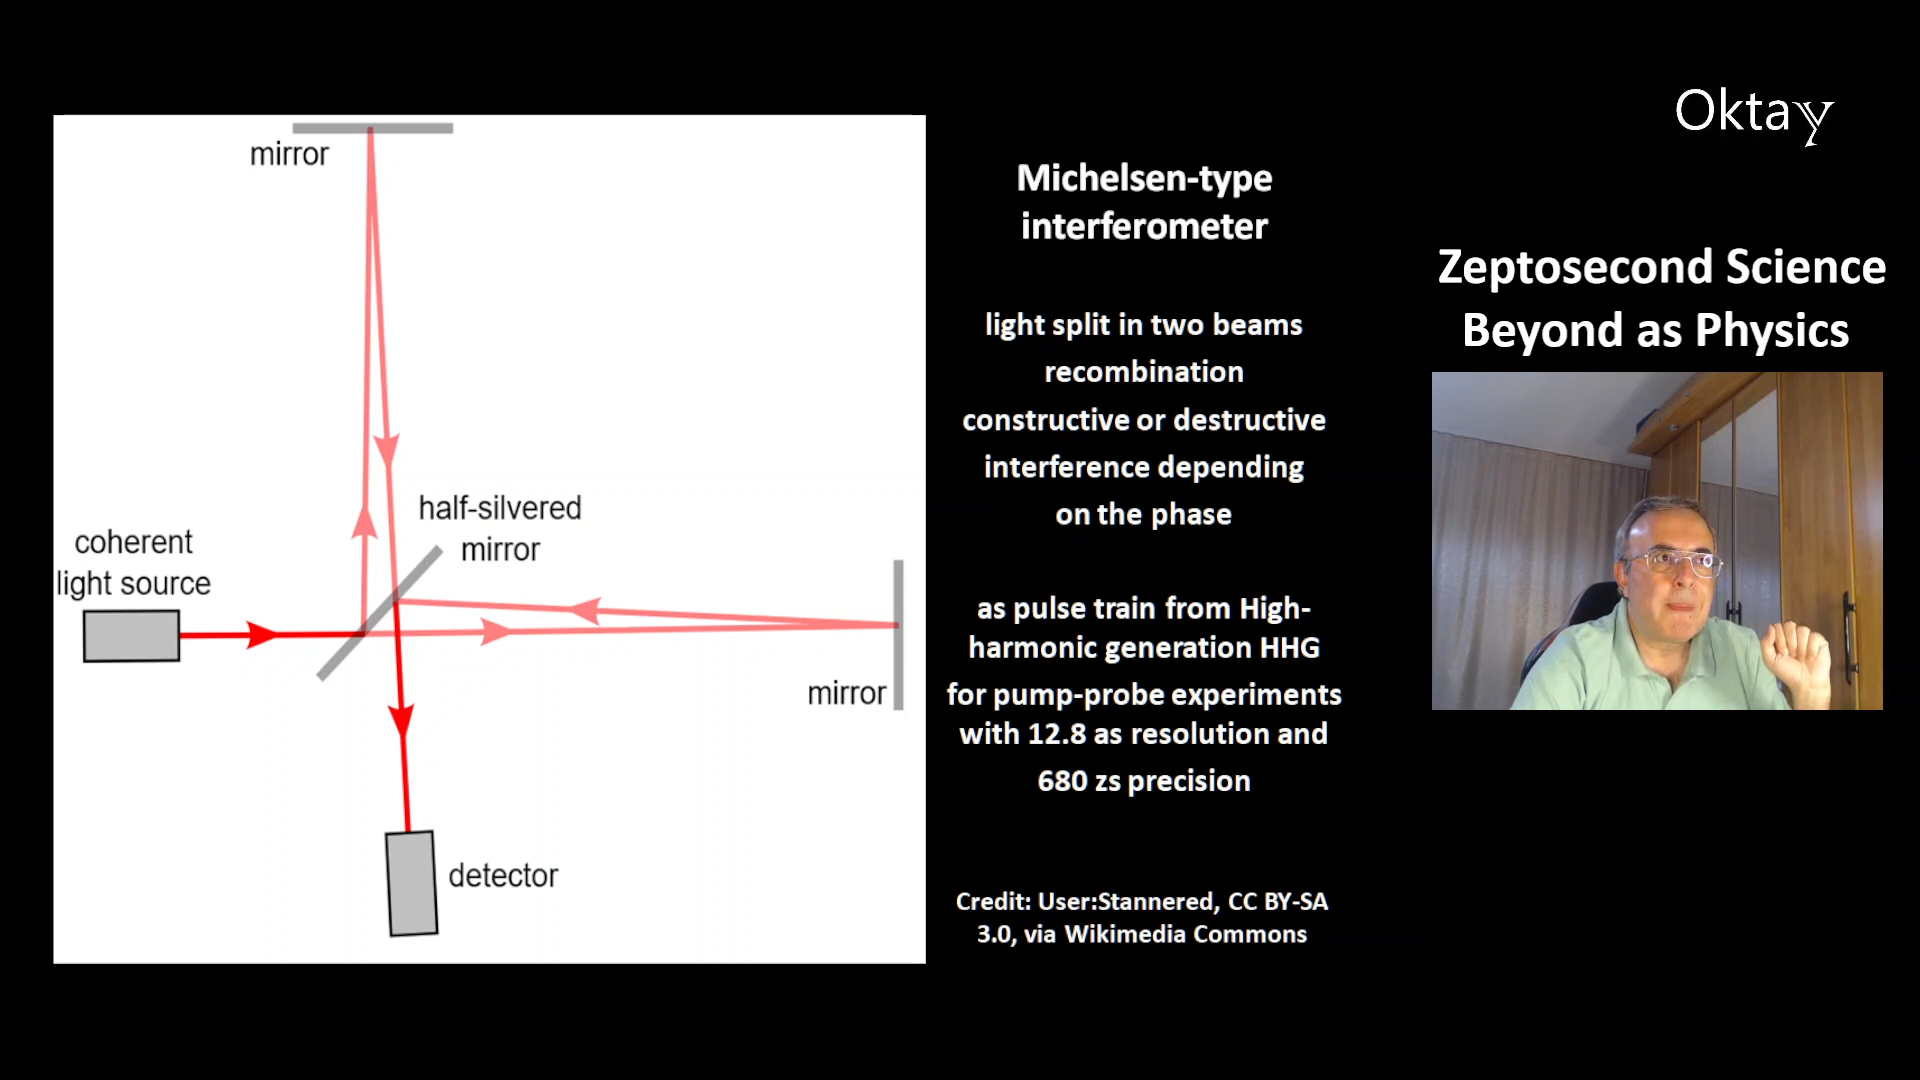 mirror
half-silvered
mirror
coherent
light source
mirror
detector
Michelsen-type
interferometer
light split in two beams
recombination
constructive or destructive
interference depending
on the phase
as pulse train from High-
harmonic generation HHG
for pump-probe experiments
with 12.8 as resolution and
680 zs precision
Credit: User:Stannered, CC BY-SA
3.0, via Wikimedia Commons
Oktay
Zeptosecond Science
Beyond as Physics